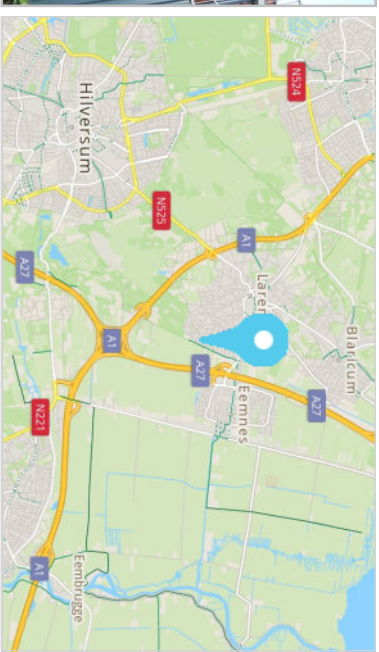 N524
Hilversum
N525
A1
A27
Laren
Blaricum
A1
A27
A27
Eemnes
N221
A1
Eembrugge